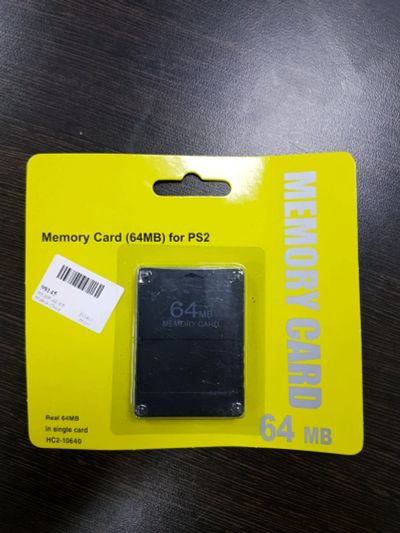 MEMORY CARD
64 MB
Memory Card (64MB) for PS2
64MB
MEMORY CARD
Real 64MB
in single card
HC2-10640